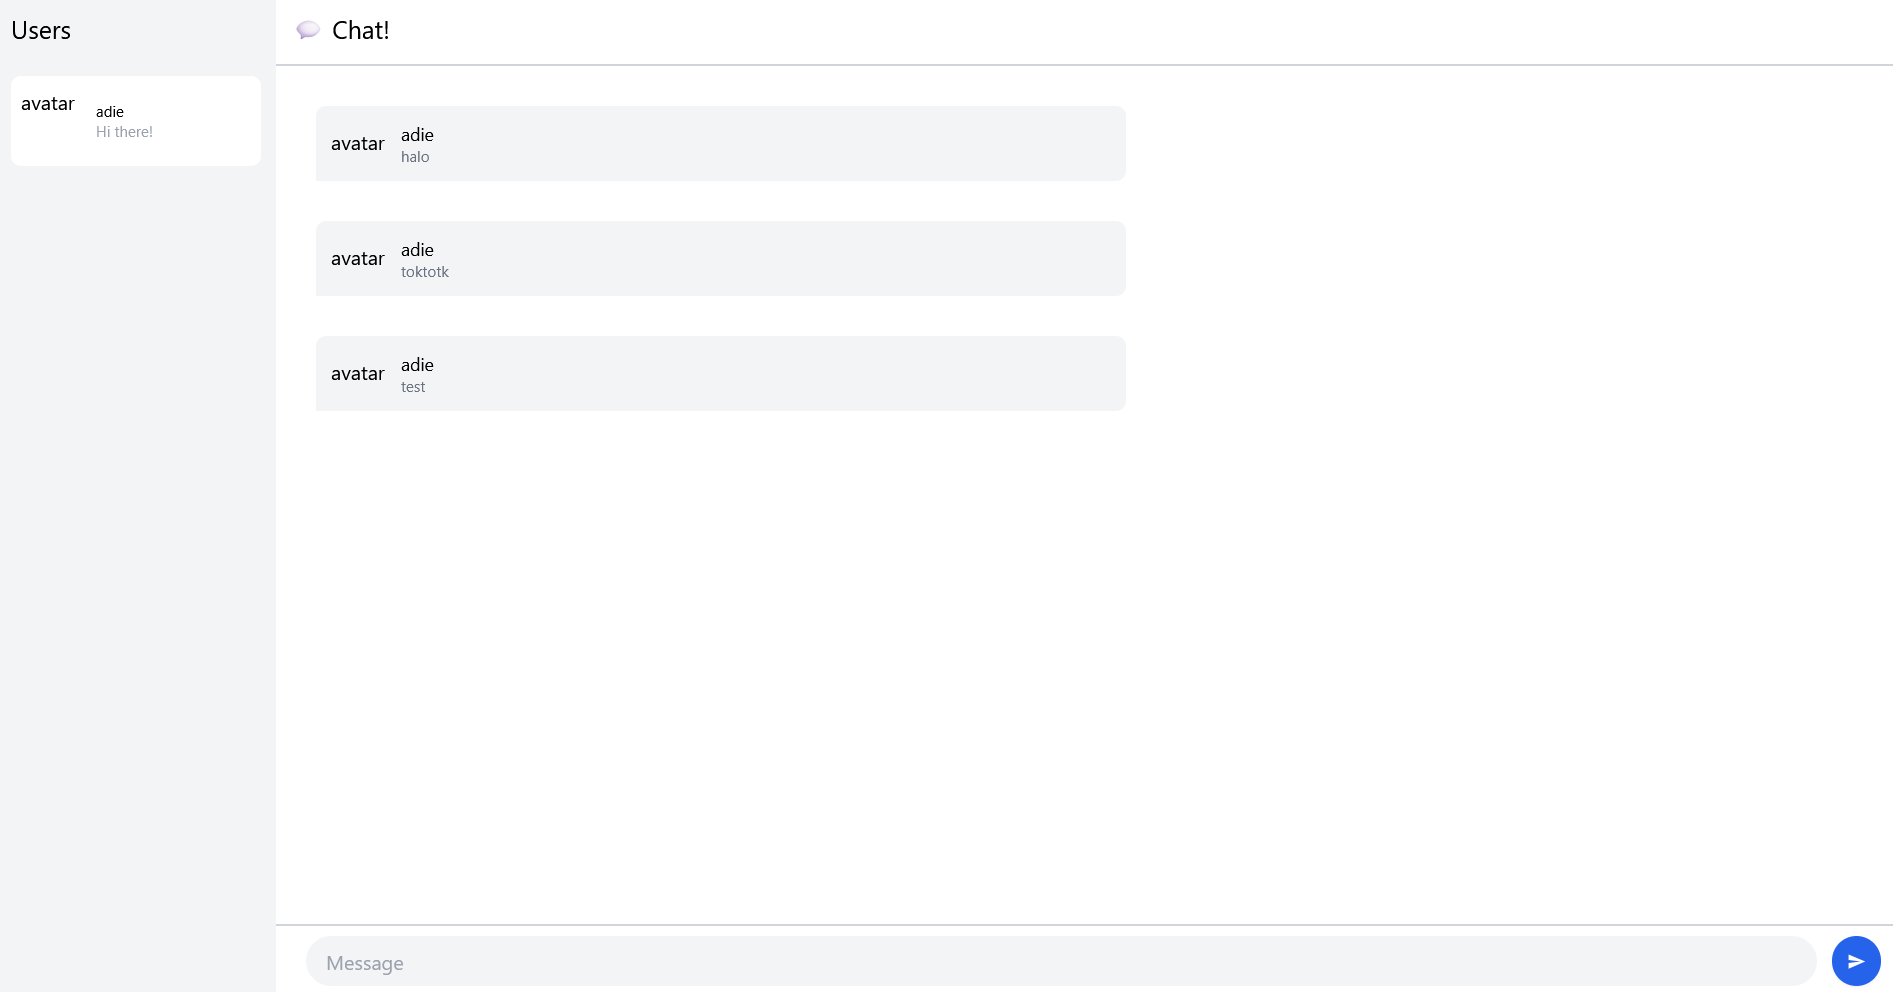 Users
avatar
adie
Hi there!
Chat!
avatar
adie
halo
avatar
adie
toktotk
avatar
adie
test
Message